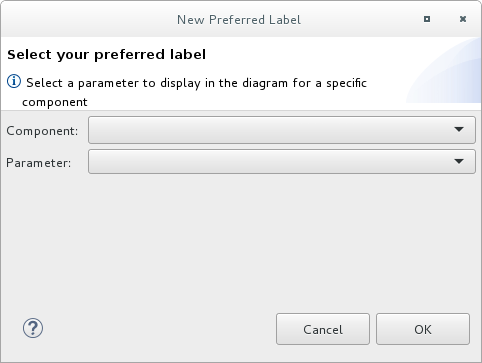 New Preferred Label
Select your preferred label
Select a parameter to display in the diagram for a specific
component
Component:
Parameter:
?
Cancel
OK